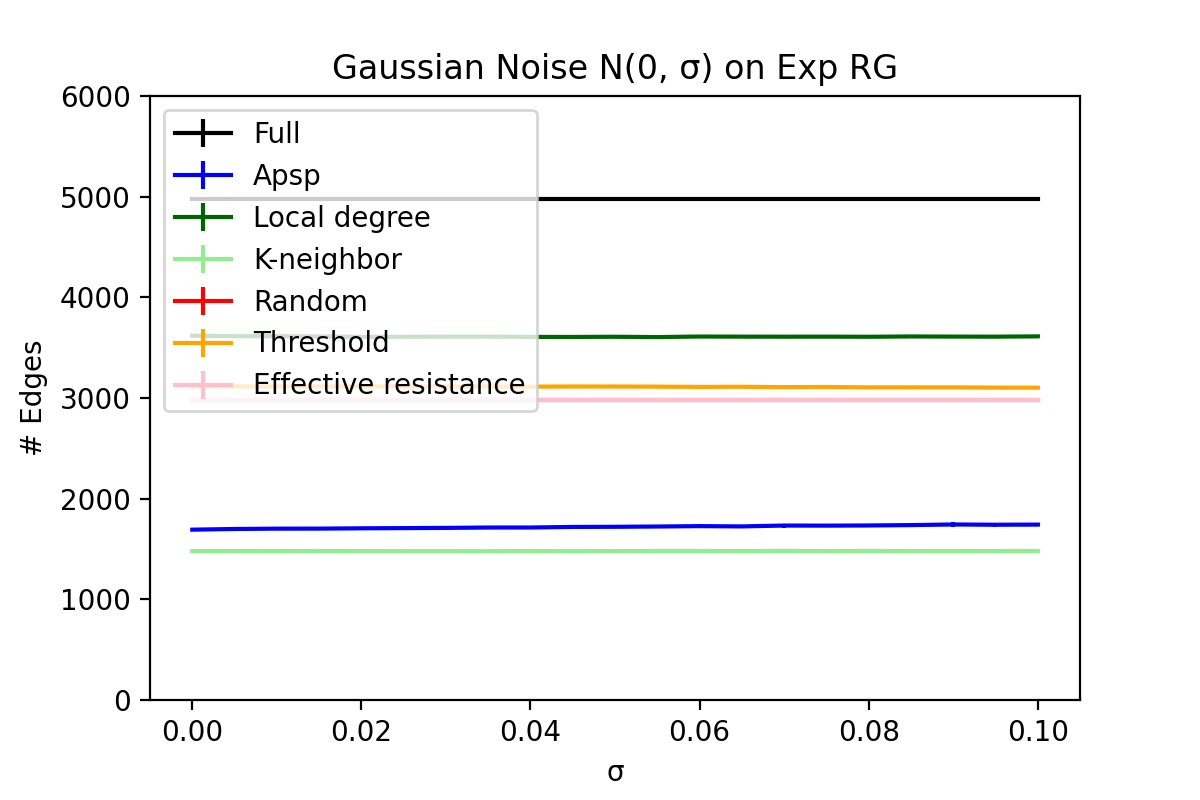 Gaussian Noise N(0, σ) on Exp RG
6000
5000
4000
3000
2000
1000
0
# Edges
Full
Apsp
Local degree
K-neighbor
Random
Threshold
Effective resistance
0.00 0.02 0.04 0.06 0.08 0.10
σ